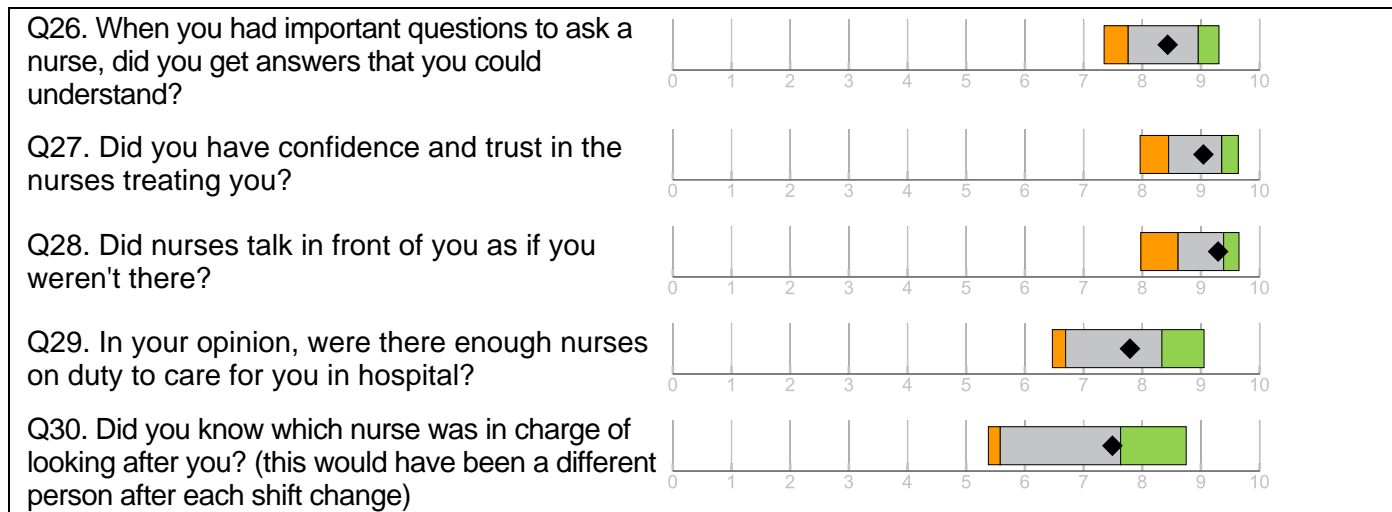 Q26. When you had important questions to ask a
nurse, did you get answers that you could
understand?
0 1 2 3 4 5 6 7 8 9 10
Q27. Did you have confidence and trust in the
nurses treating you?
0 1 2 3 4 5 6 7 8 9 10
Q28. Did nurses talk in front of you as if you
weren't there?
0 1 2 3 4 5 6 7 8 9 10
Q29. In your opinion, were there enough nurses
on duty to care for you in hospital?
0 1 2 3 4 5 6 7 8 9 10
Q30. Did you know which nurse was in charge of
looking after you? (this would have been a different
person after each shift change)
0 1 2 3 4 5 6 7 8 9 10